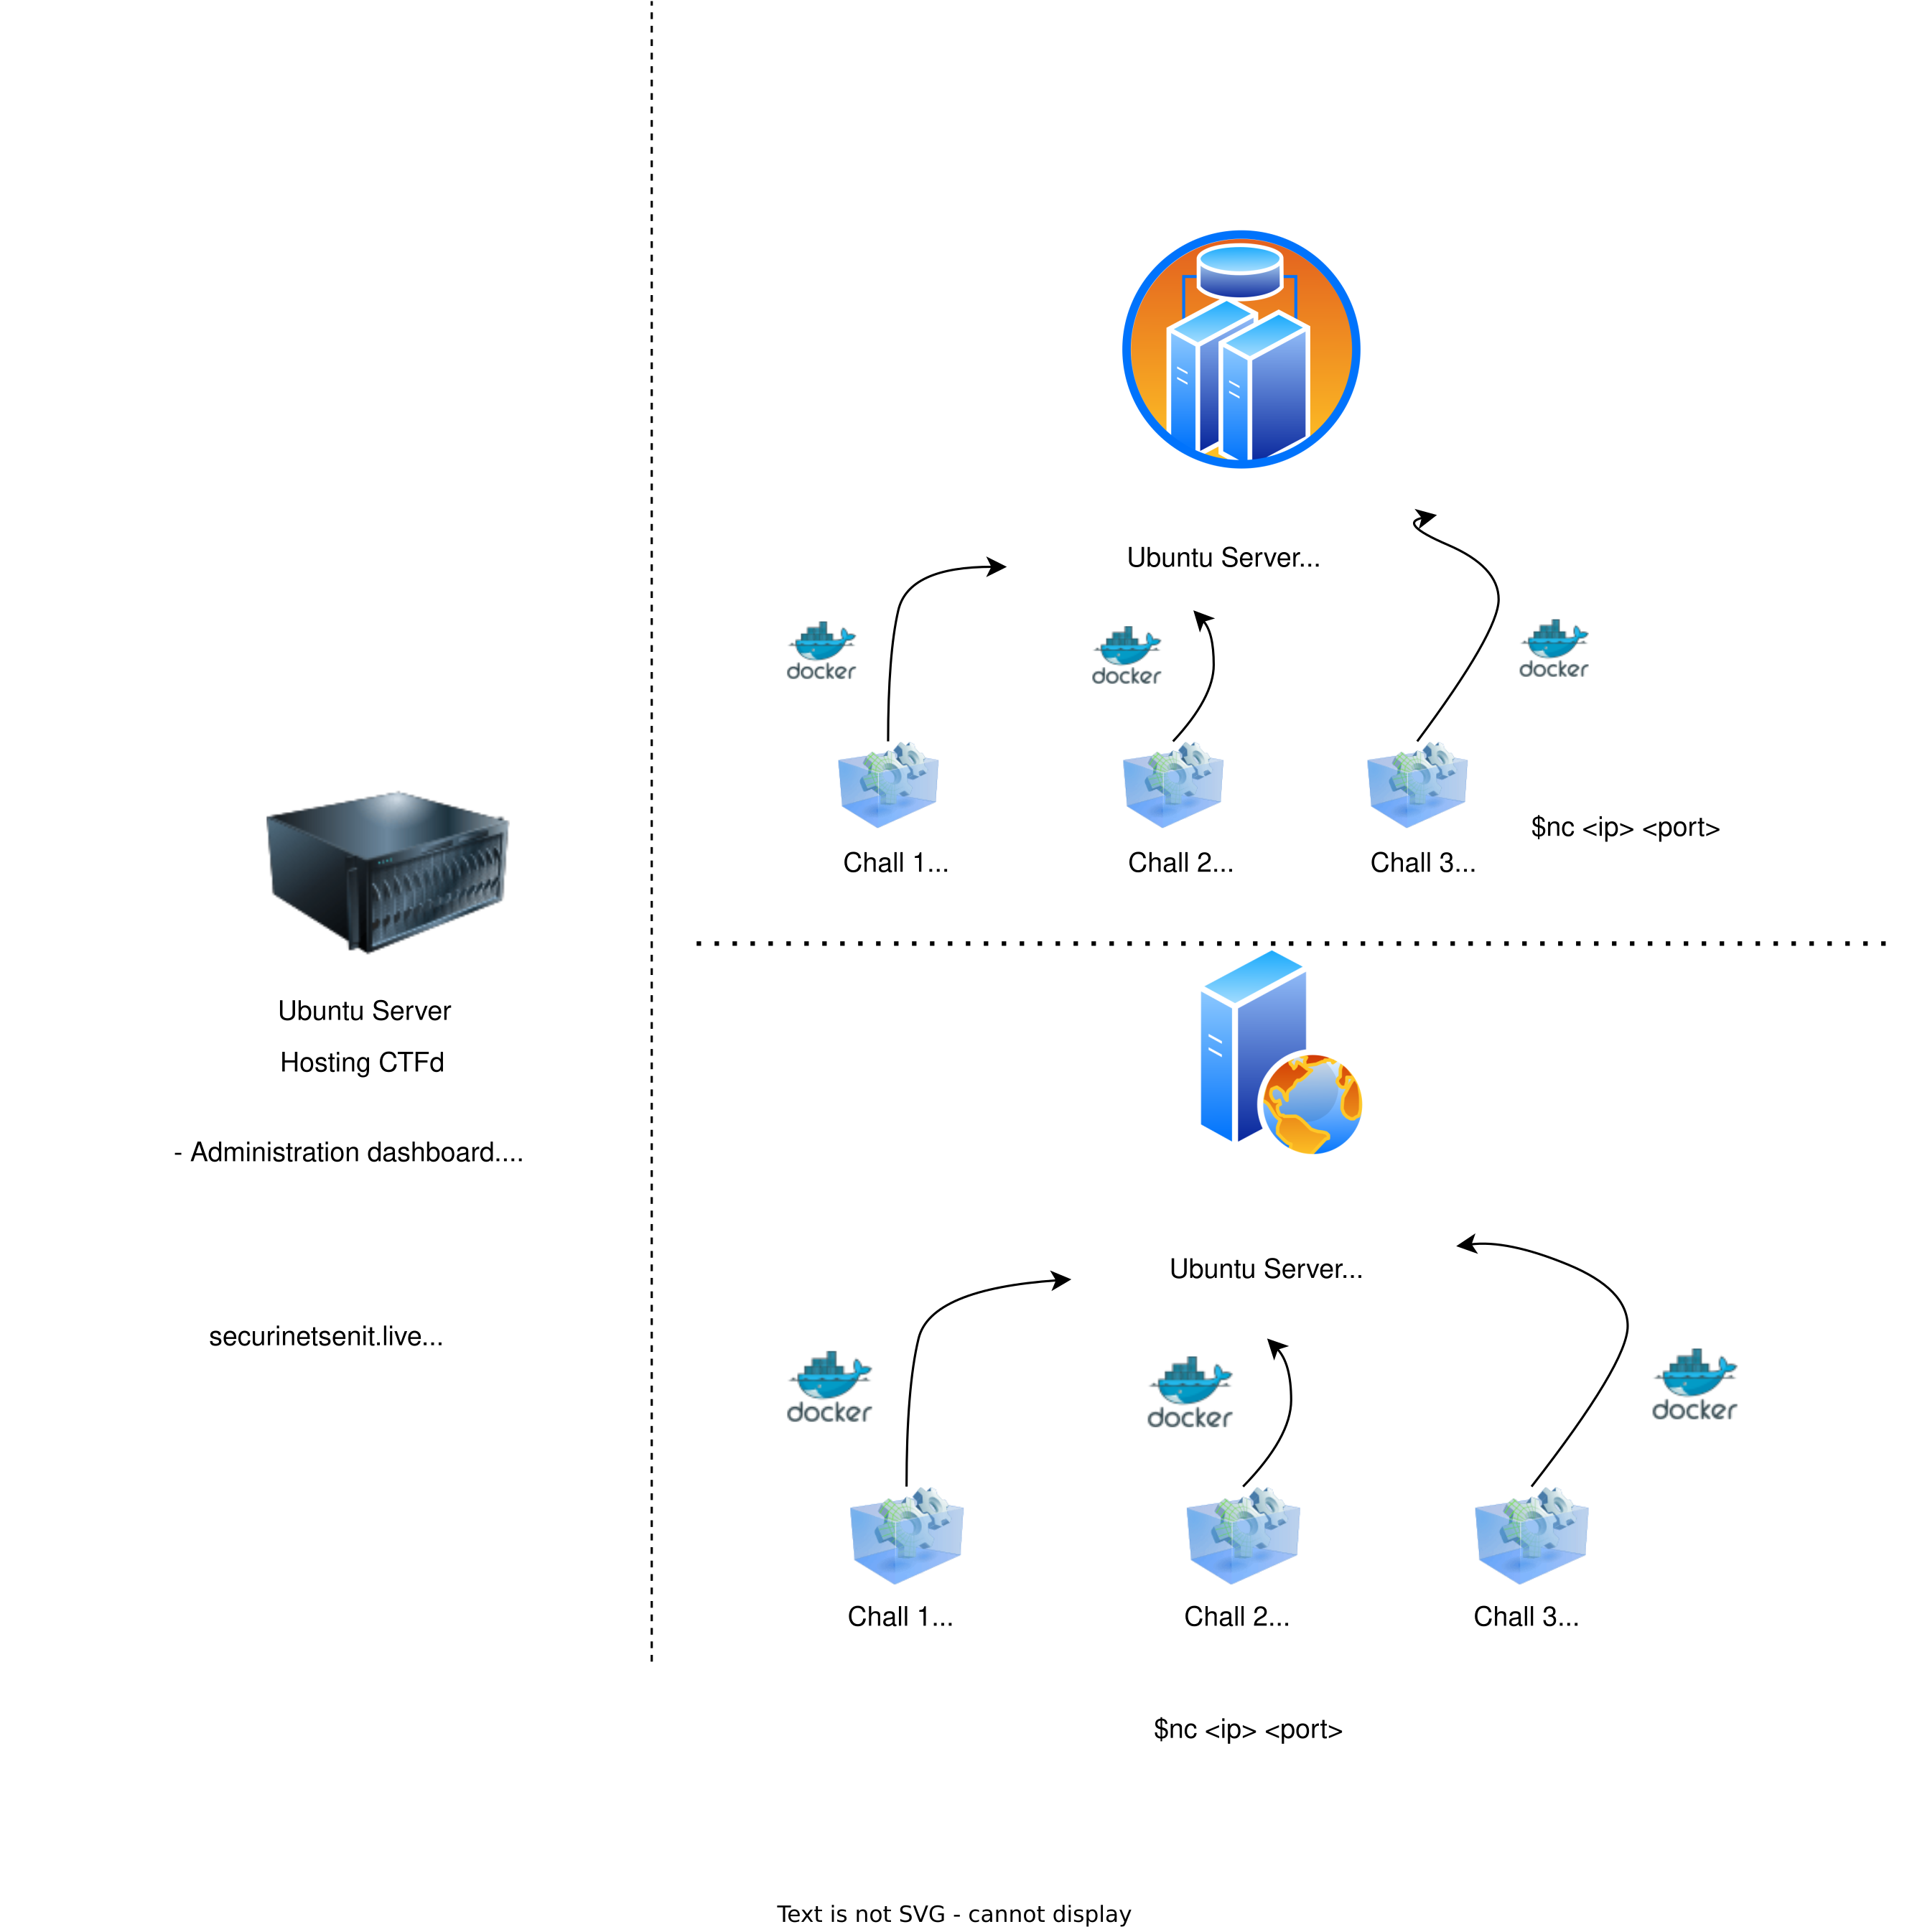 Ubuntu Server
Hosting CTFd
- Administration dashboard....
securinetsenit.live...
Ubuntu Server...
docker
docker
docker
Chall 1...
Chall 2...
Chall 3...
$nc <ip> <port>
Ubuntu Server...
docker
docker
docker
Chall 1...
Chall 2...
Chall 3...
$nc <ip> <port>
Text is not SVG - cannot display